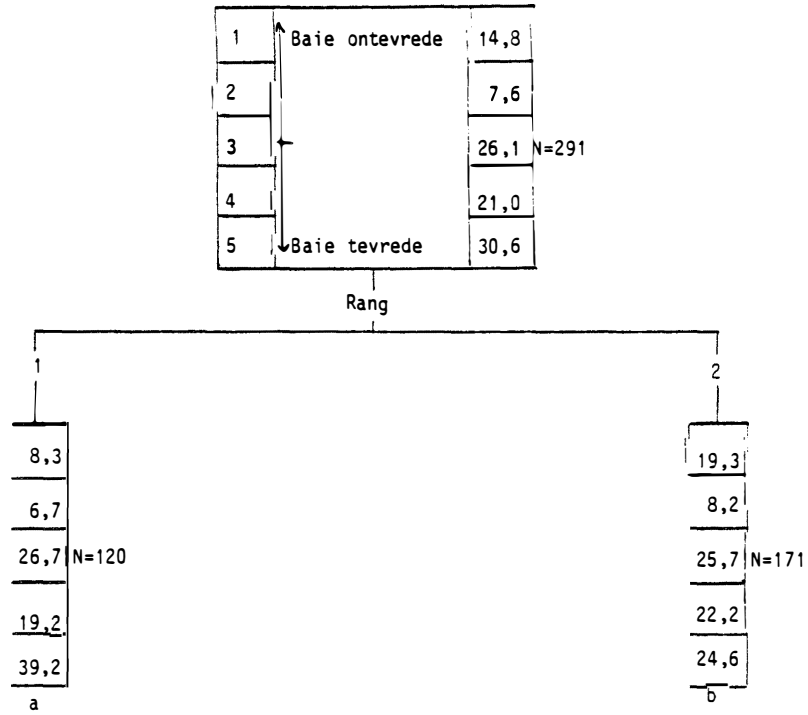 1 Baie ontevrede 14,8
2 7,6
3 26,1 N=291
4 21,0
5 Baie tevrede 30,6
Rang
1
2
8,3
6,7
26,7 N=120
19,2
39,2
a
19,3
8,2
25,7 N=171
22,2
24,6
b